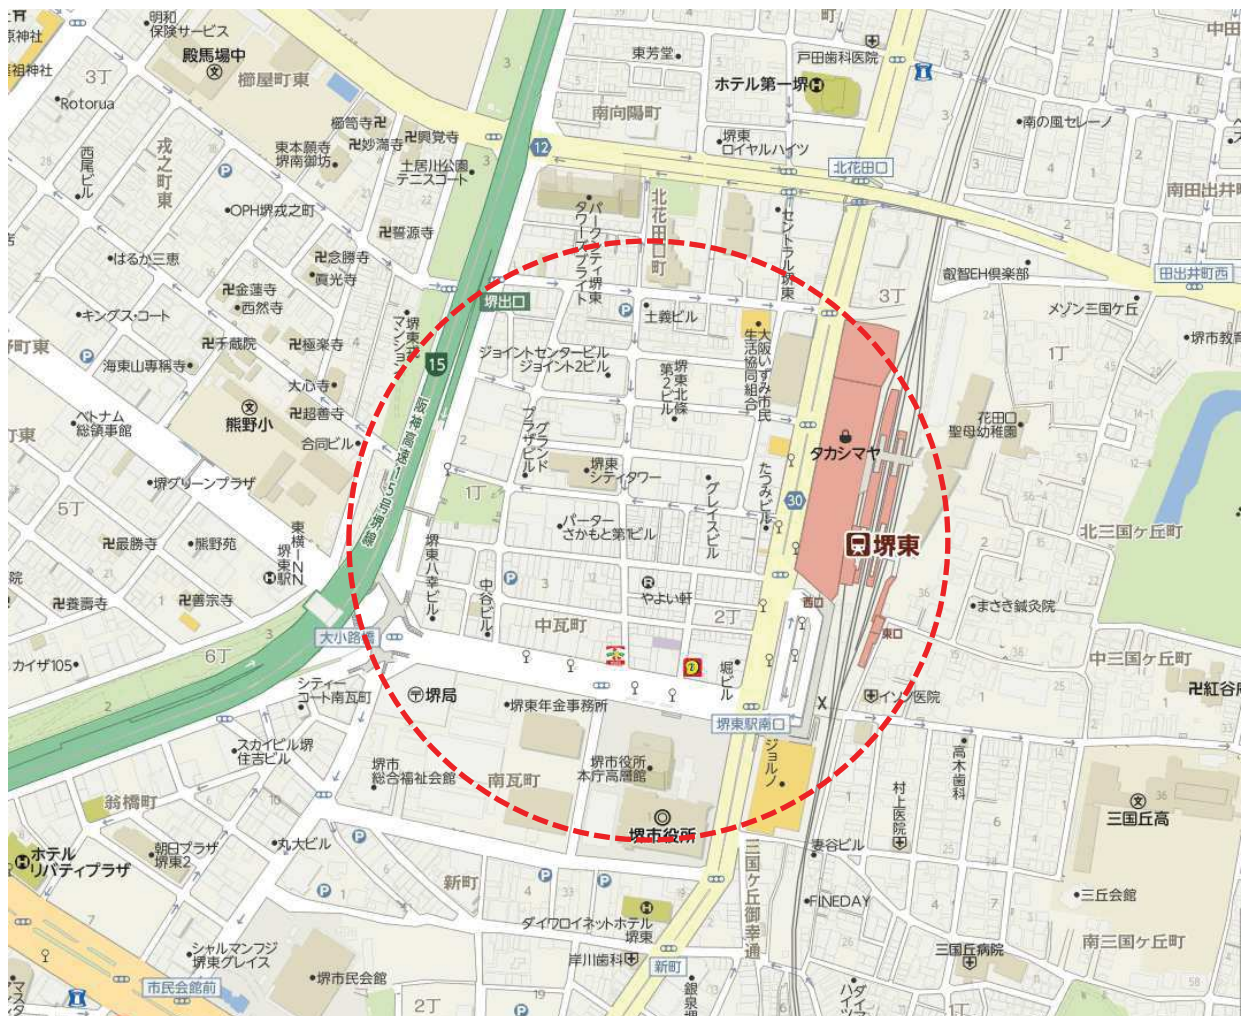 明和
保険サービス
殿馬場中
3丁
櫛屋町東
Rotorua
東芳堂
戸田歯科医院
ホテル第一堺
南向陽町
堺東
ロイヤルハイツ
南の風セレーノ
北花田口
南田出井町
櫛笥寺
興覚寺
妙満寺
東本願寺
堺南御坊
土居川公園
テニスコート
12
戎之町東
西尾ビル
OPH堺戎之町
誓源寺
パークシティ堺東
タワーズブライト
北花田口町
セントラル堺東
叡智EH倶楽部
田出井町西
はるか三恵
念勝寺
眞光寺
金蓮寺
西然寺
堺出口
3丁
メゾン三国ケ丘
キングス・コート
土義ビル
大阪いずみ市民
生活協同組合
1丁
堺市教育
千蔵院
極楽寺
海東山専稱寺
15
ジョイントセンタービル
ジョイント2ビル
堺東北條
第2ビル
大心寺
超善寺
熊野小
ベトナム
総領事館
合同ビル
阪神高速15号堺線
グランド
プラザビル
花田口
聖母幼稚園
タカシマヤ
堺東
シティタワー
たつみビル
グレイスビル
30
堺グリーンプラザ
5丁
1丁
バーター
さかもと第1ビル
北三国ケ丘町
最勝寺
熊野苑
東横INN
堺東駅
堺東八幸ビル
中谷ビル
やよい軒
堺東
養壽寺
善宗寺
中瓦町
2丁
西口
東口
まさき鍼灸院
大小路橋
6丁
カイザ105
シティー
コート南瓦町
堺局
堺東年金事務所
堀ビル
堺東駅南口
イソノ医院
中三国ケ丘町
紅谷庵
スカイビル堺
住吉ビル
堺市
総合福祉会館
南瓦町
堺市役所
本庁高層館
ジョルノ
高木歯科
村上医院
三国丘高
堺市役所
翁橋町
朝日プラザ
堺東2
丸大ビル
ホテル
リバティプラザ
新町
妻谷ビル
三国ケ丘御幸通
FINEDAY
三丘会館
ダイワロイネットホテル
堺東
シャルマンフジ
堺東グレイス
岸川歯科
新町
三国丘病院
南三国ケ丘町
市民会館前
堺市民会館
2丁
1丁